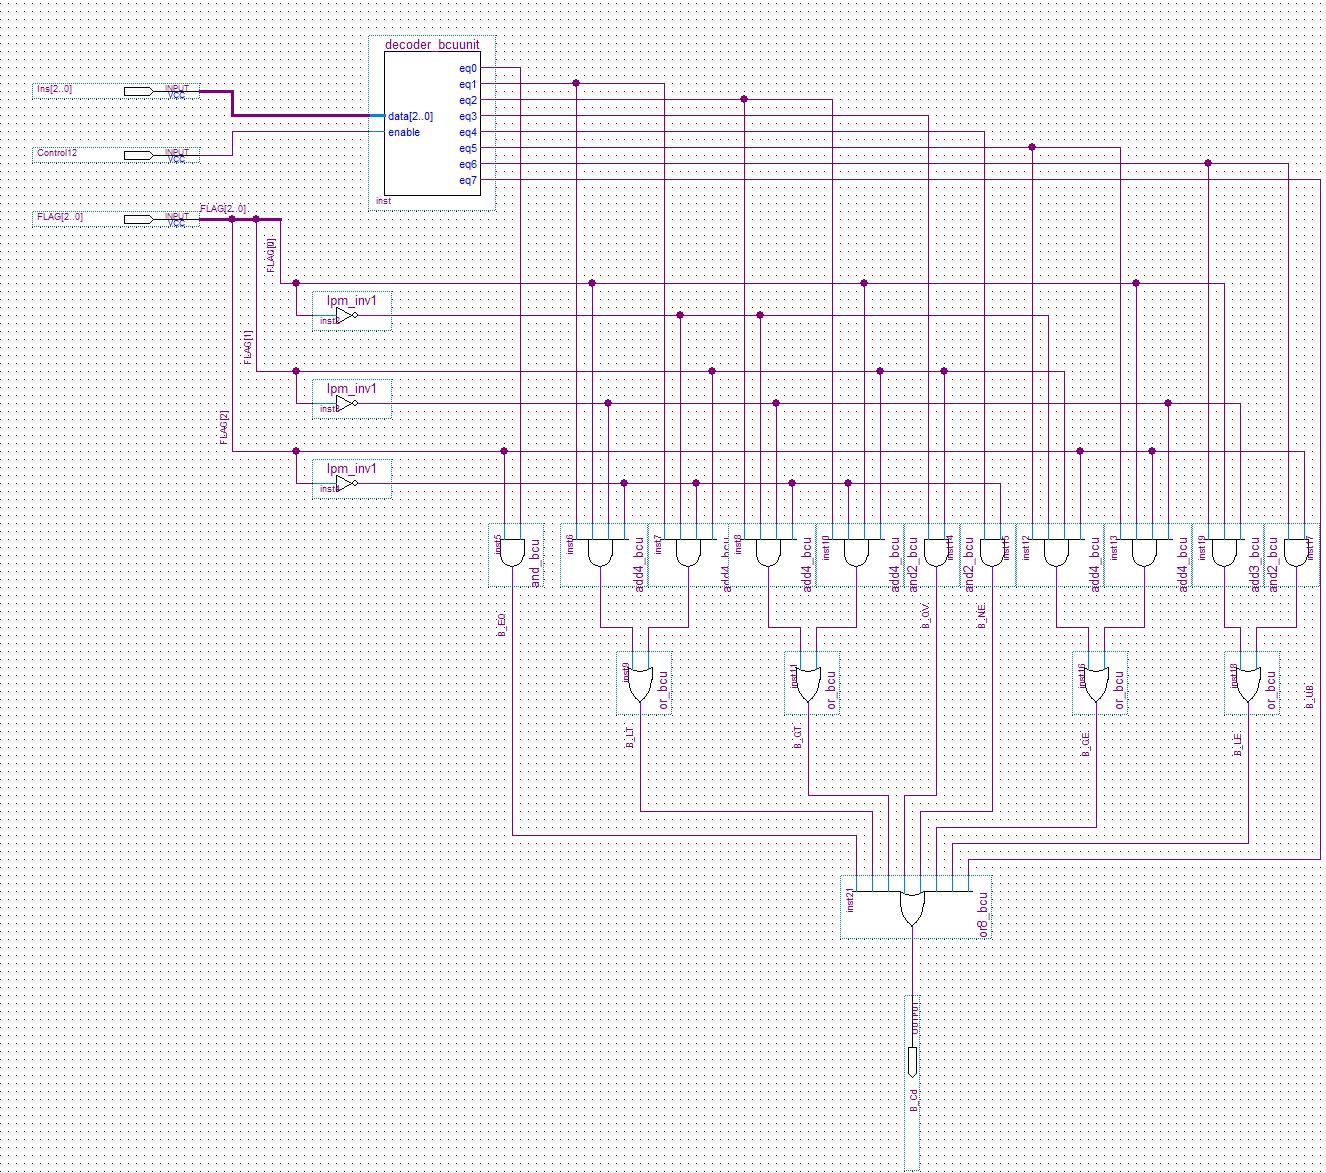 decoder_bcuunit
eq0
eq1
eq2
eq3
eq4
eq5
eq6
eq7
data[2..0]
enable
inst
Ins[2..0]
INPUT
VCC
Control12
INPUT
VCC
FLAG[2..0]
INPUT
VCC
FLAG[2..0]
FLAG[0]
lpm_inv1
FLAG[1]
lpm_inv1
FLAG[2]
lpm_inv1
inst5
and_bcu
inst6
add4_bcu
inst7
add4_bcu
inst8
add4_bcu
inst10
add4_bcu
and2_bcu
inst14
and2_bcu
inst15
inst12
add4_bcu
inst13
add4_bcu
inst19
add3_bcu
and2_bcu
inst17
B_EQ
B_OV
B_NE
inst9
or_bcu
inst11
or_bcu
inst16
or_bcu
inst18
or_bcu
B_UB
B_LT
B_GT
B_GE
B_LE
inst21
or8_bcu
OUTPUT
B_Cd